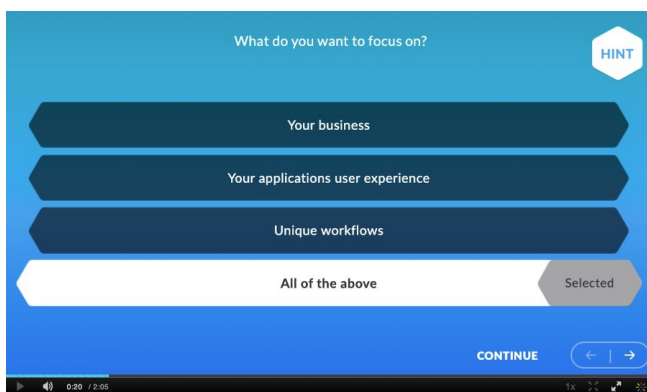 What do you want to focus on?
HINT
Your business
Your applications user experience
Unique workflows
All of the above
Selected
CONTINUE
0:20 / 2:05
1x